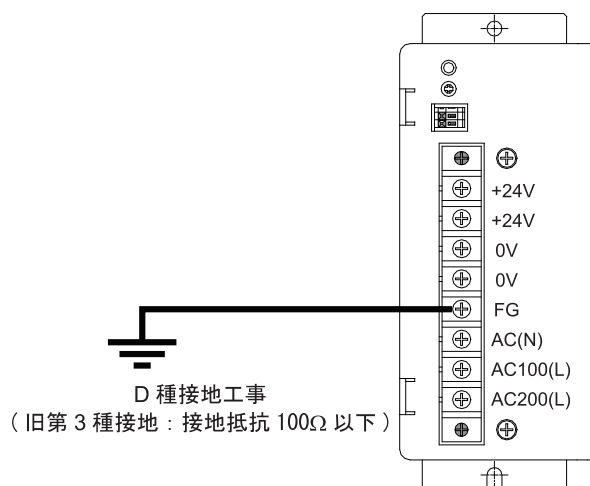 +24V
+24V
0V
0V
FG
AC(N)
AC100(L)
AC200(L)
D 種接地工事
( 旧第 3 種接地 : 接地抵抗 100Ω 以下 )